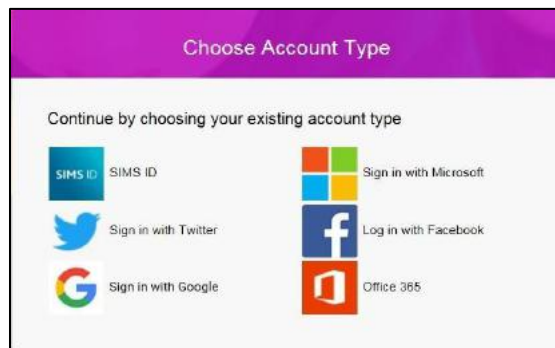 Choose Account Type
Continue by choosing your existing account type
SIMS ID SIMS ID
Sign in with Microsoft
Sign in with Twitter
Log in with Facebook
Sign in with Google
Office 365